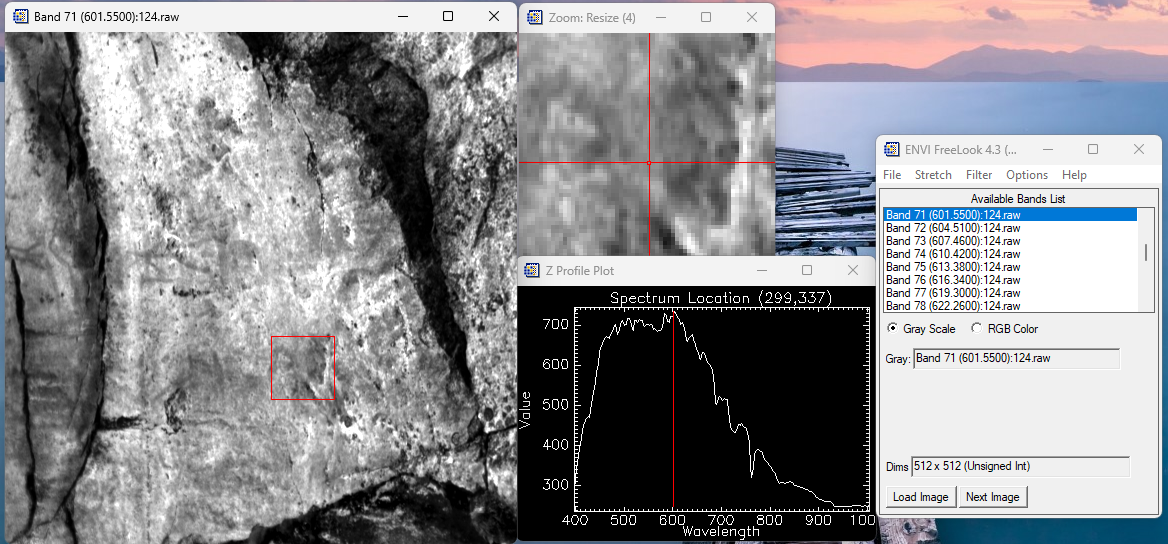 Band 71 (601.5500):124.raw
Zoom: Resize (4)
ENVI FreeLook 4.3 (...
File Stretch Filter Options Help
Available Bands List
Band 71 (601.5500):124.raw
Band 72 (604.5100):124.raw
Band 73 (607.4600):124.raw
Band 74 (610.4200):124.raw
Band 75 (613.3800):124.raw
Band 76 (616.3400):124.raw
Band 77 (619.3000):124.raw
Band 78 (622.2600):124.raw
Gray Scale RGB Color
Gray: Band 71 (601.5500):124.raw
Dims 512 x 512 (Unsigned Int)
Load Image Next Image
Z Profile Plot
Spectrum Location (299,337)
700
600
500
400
300
Value
400 500 600 700 800 900 100
Wavelength